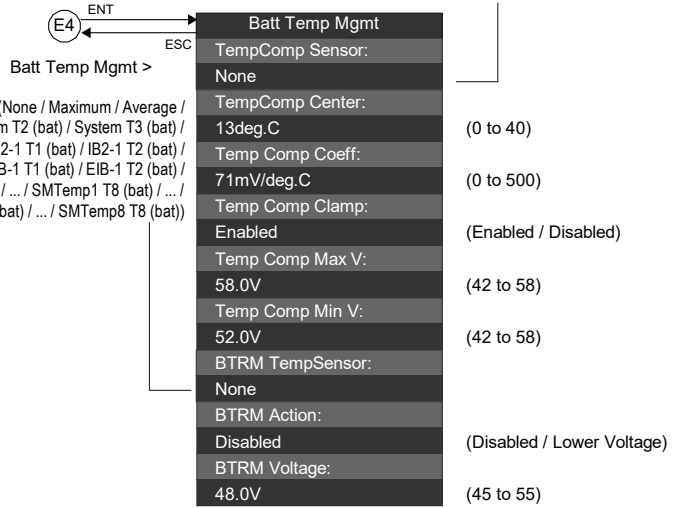 ENT
E4
ESC
Batt Temp Mgmt >
Batt Temp Mgmt
TempComp Sensor:
None
TempComp Center:
13deg.C
(0 to 40)
Temp Comp Coeff:
71mV/deg.C
(0 to 500)
Temp Comp Clamp:
Enabled
(Enabled / Disabled)
Temp Comp Max V:
58.0V
(42 to 58)
Temp Comp Min V:
52.0V
(42 to 58)
BTRM TempSensor:
None
BTRM Action:
Disabled
(Disabled / Lower Voltage)
BTRM Voltage:
48.0V
(45 to 55)
(None / Maximum / Average /
T2 (bat) / System T3 (bat) /
T1 (bat) / IB2-1 T2 (bat) /
T1 (bat) / EIB-1 T2 (bat) /
/ ... / SMTemp1 T8 (bat) / ... /
(bat) / ... / SMTemp8 T8 (bat))